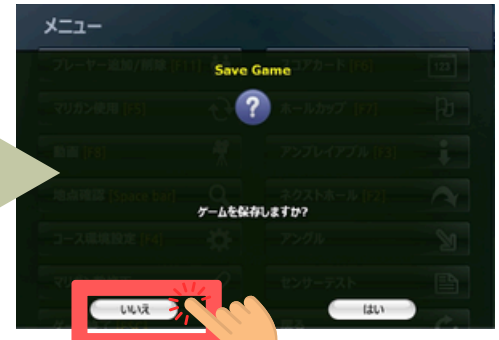 メニュー
プレーヤー追加/削除 [F11]
スコアカード [F6]
123
Save Game
マリガン使用 [F5]
ホールカップ [F7]
動画 [F8]
アンプレイアブル [F3]
地点確認 [Space bar]
ネクストホール [F2]
ゲームを保存しますか?
コース環境設定 [F4]
アングル
センサーテスト
いいえ
はい